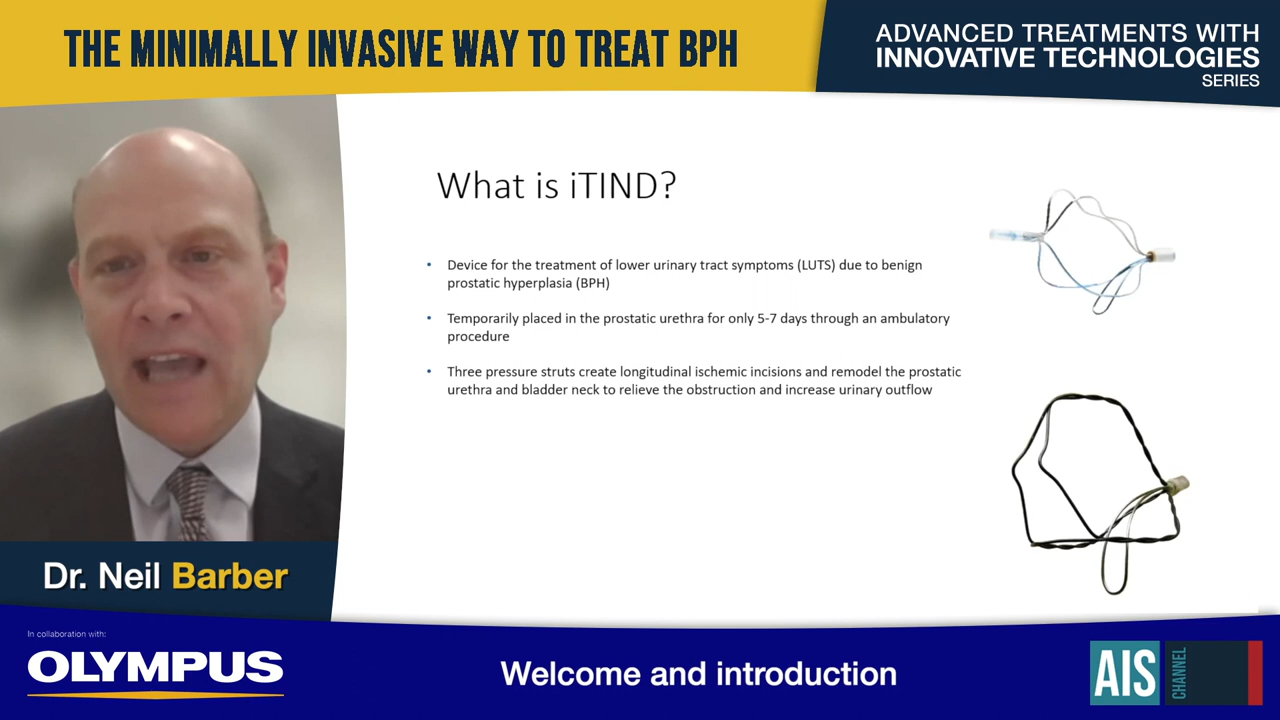 THE MINIMALLY INVASIVE WAY TO TREAT BPH
ADVANCED TREATMENTS WITH
INNOVATIVE TECHNOLOGIES
SERIES
What is iTIND?
• Device for the treatment of lower urinary tract symptoms (LUTS) due to benign
prostatic hyperplasia (BPH)
• Temporarily placed in the prostatic urethra for only 5-7 days through an ambulatory
procedure
• Three pressure struts create longitudinal ischemic incisions and remodel the prostatic
urethra and bladder neck to relieve the obstruction and increase urinary outflow
Dr. Neil Barber
In collaboration with:
OLYMPUS
Welcome and introduction
AIS
CHANNEL